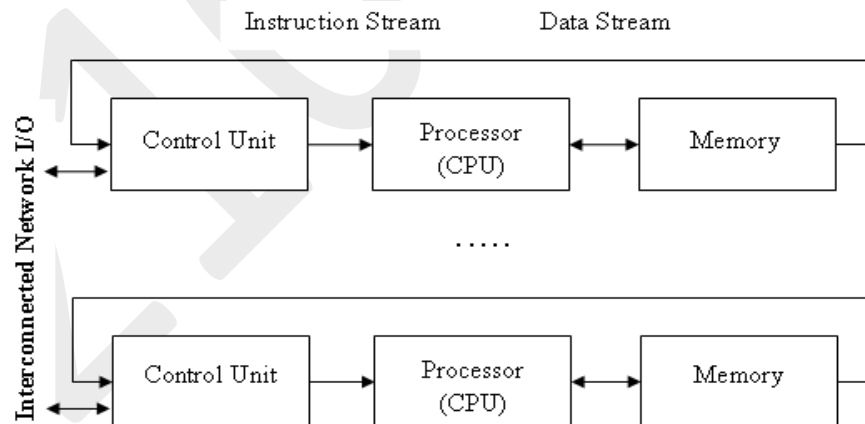 Instruction Stream Data Stream
Interconnected Network I/O
Control Unit
Processor
(CPU)
Memory
.....
Control Unit
Processor
(CPU)
Memory